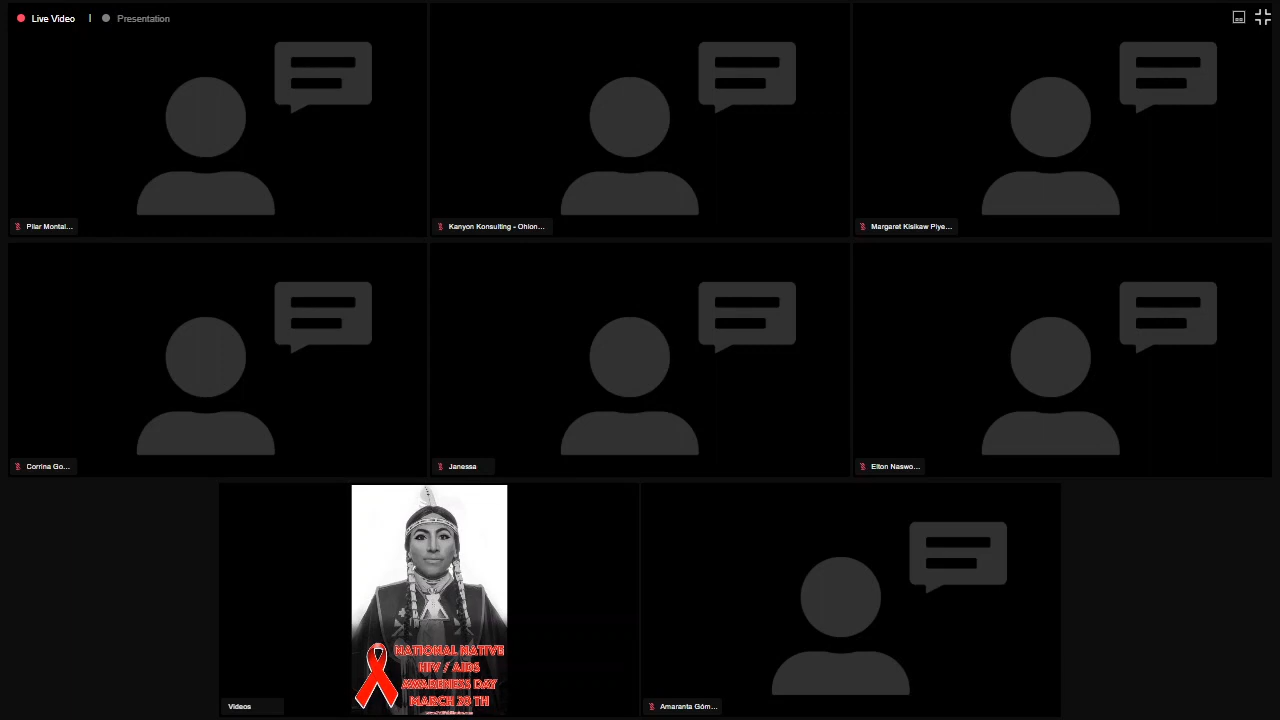 Live Video | Presentation
Pilar Montal...
Kanyon Konsulting - Ohlon...
Margaret Kisikaw Piye...
Corrina Go...
Janessa
Elton Naswo...
NATIONAL NATIVE
HIV / AIDS
AWARENESS DAY
MARCH 20 TH
Videos
Amaranta Góm...